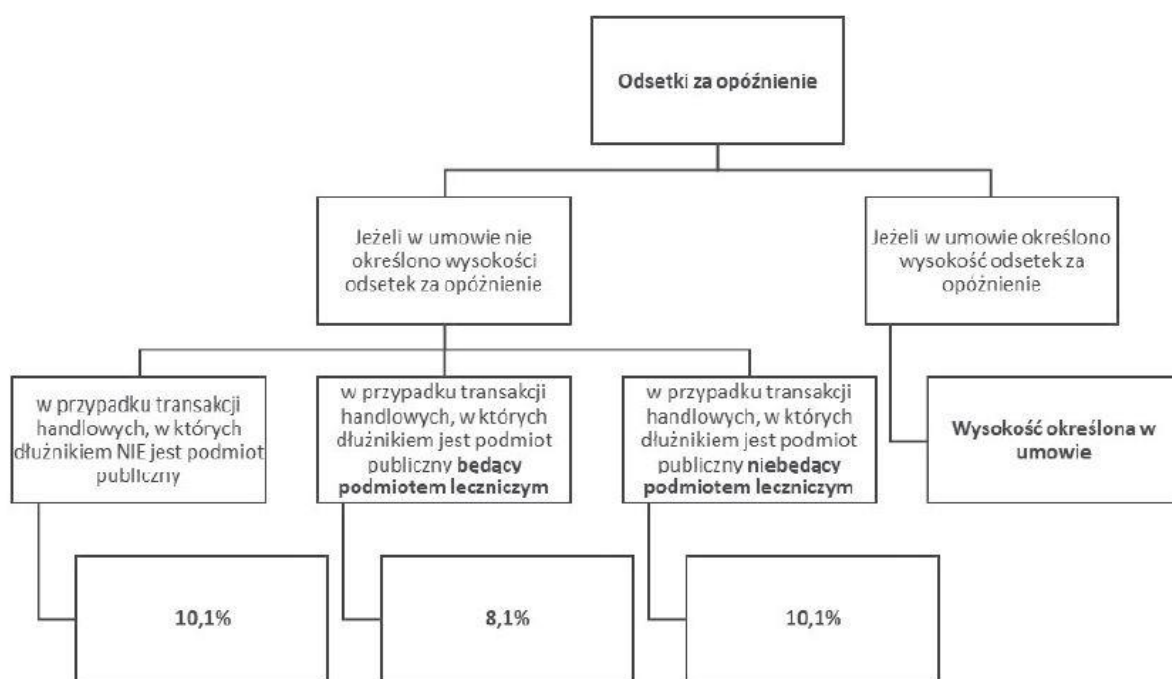 Odsetki za opóźnienie
Jeżeli w umowie nie
określono wysokości
odsetek za opóżnienie
Jeżeli w umowie określono
wysokość odsetek za
opóżnienie
w przypadku transakcji
handlowych, w których
dłużnikiem NIE jest podmiot
publiczny
w przypadku transakcji
handlowych, w których
dłużnikiem jest podmiot
publiczny będący
podmiotem leczniczym
w przypadku transakcji
handlowych, w których
dłużnikiem jest podmiot
publiczny niebędący
podmiotem leczniczym
Wysokość określona w
umowie
10,1%
8,1%
10,1%